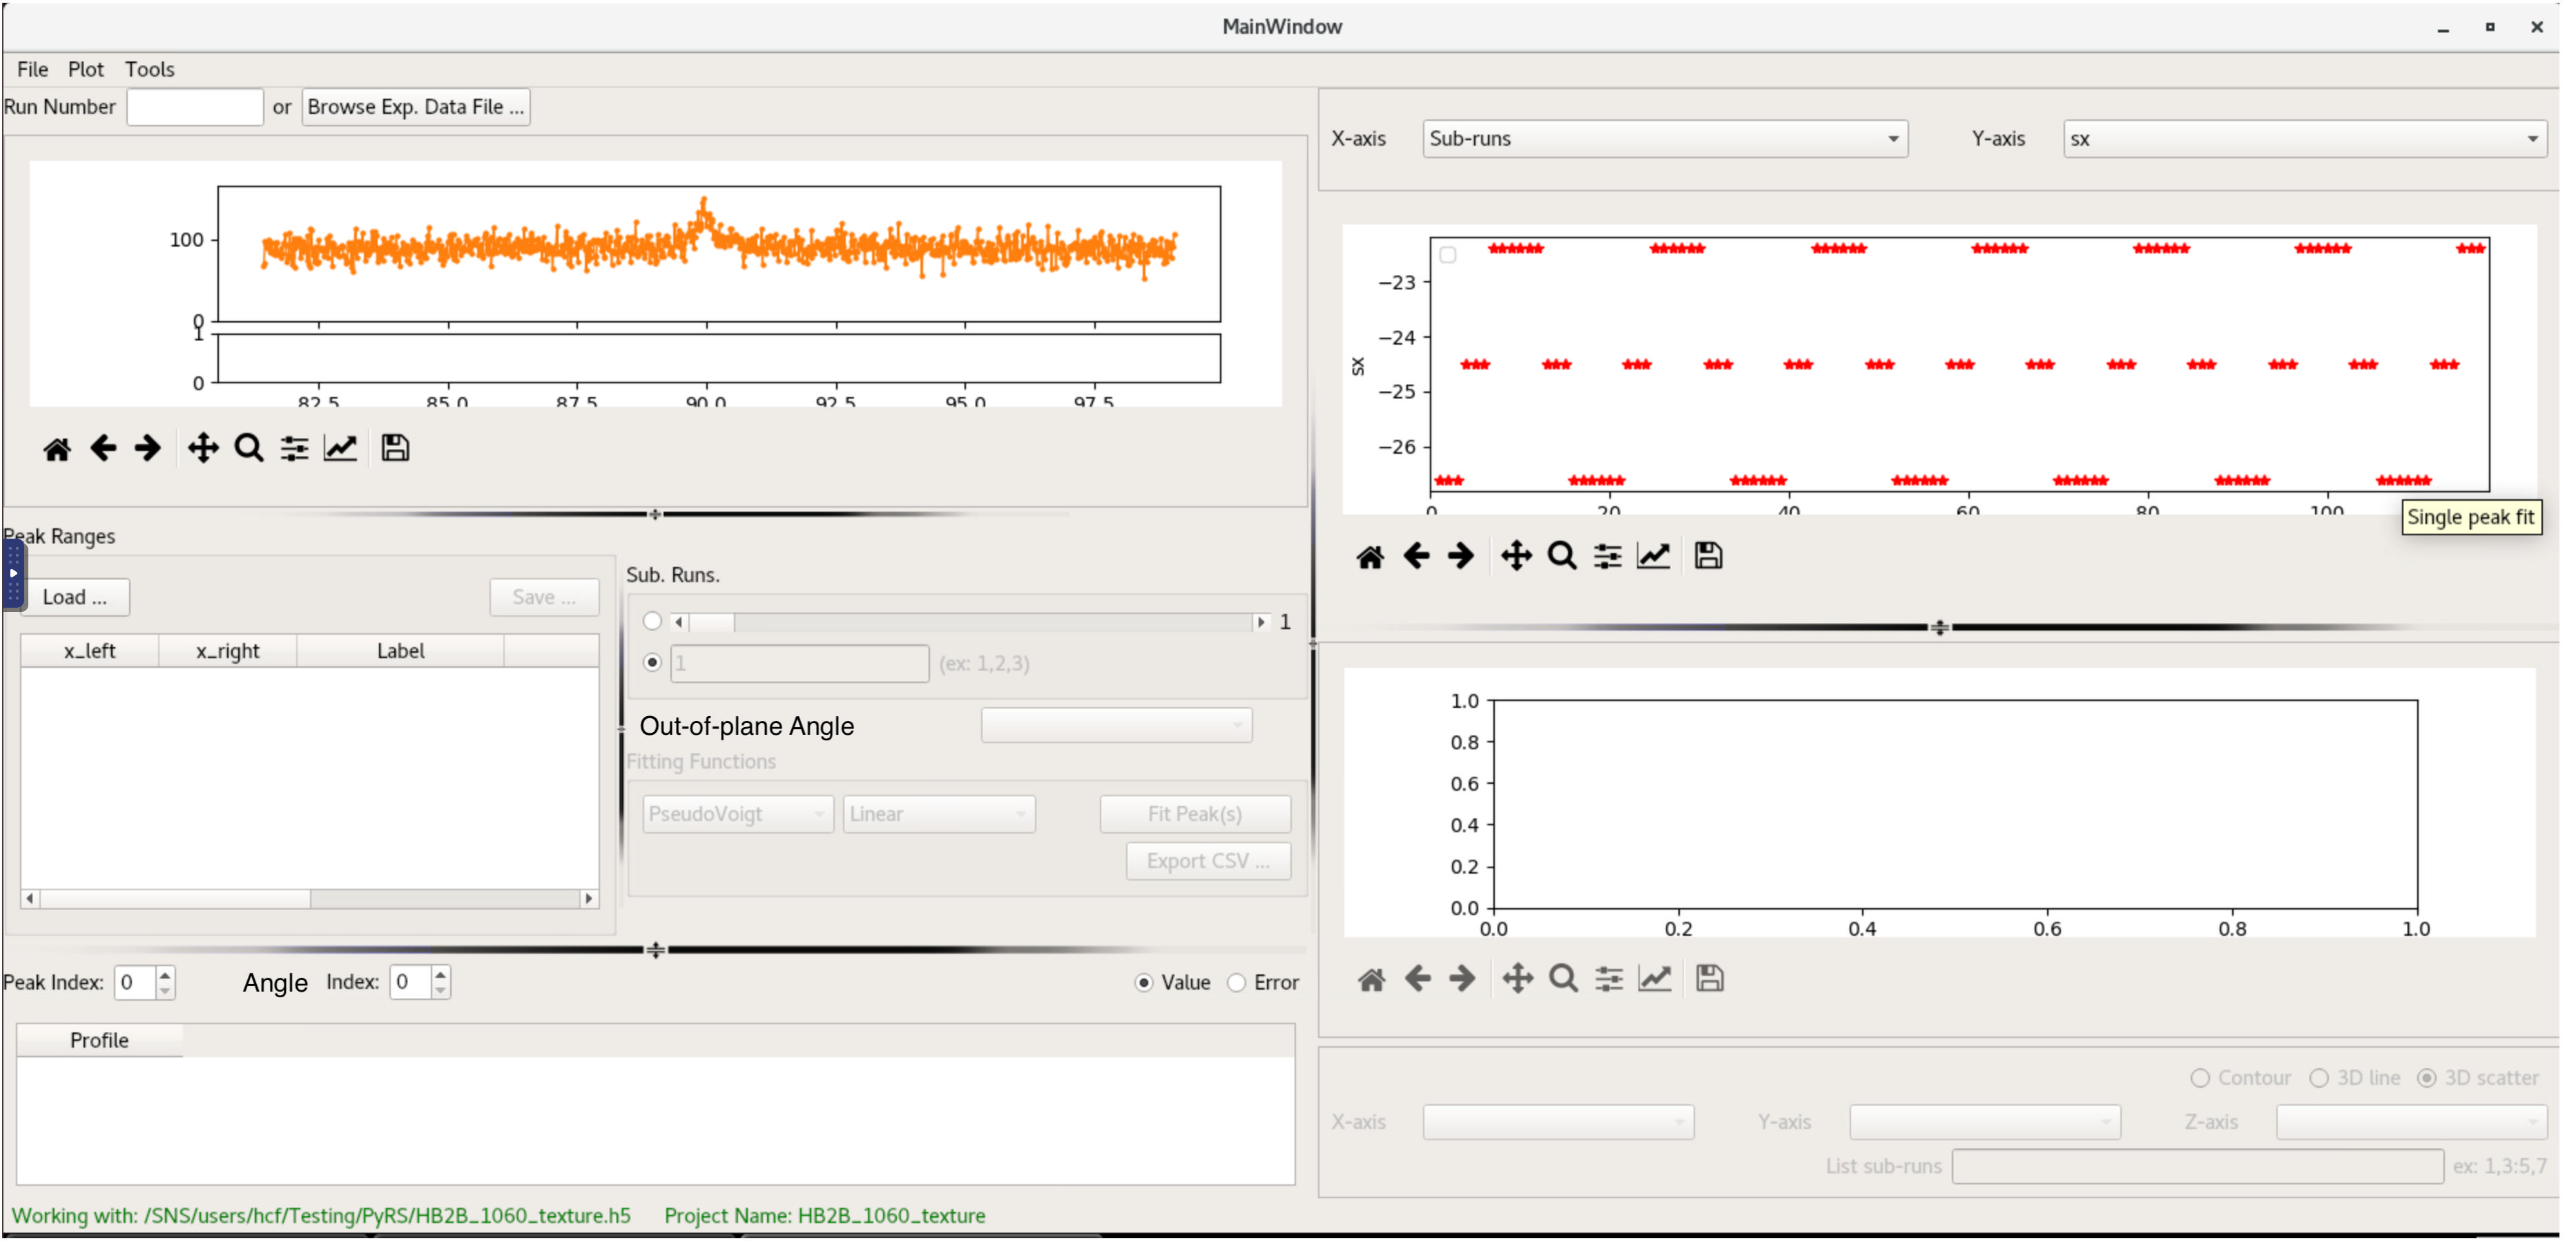 MainWindow
File Plot Tools
Run Number or Browse Exp. Data File ...
100
0
1
0
82.5 85.0 87.5 90.0 92.5 95.0 97.5
Peak Ranges
Load ... Save ...
x_left x_right Label
Sub. Runs.
1
1 (ex: 1,2,3)
Out-of-plane Angle
Fitting Functions
PseudoVoigt Linear Fit Peak(s)
Export CSV ...
Peak Index: 0 Angle Index: 0 Value Error
Profile
X-axis Sub-runs Y-axis sx
sx
−23
−24
−25
−26
0 20 40 60 80 100
Single peak fit
1.0
0.8
0.6
0.4
0.2
0.0
0.0 0.2 0.4 0.6 0.8 1.0
Contour 3D line 3D scatter
X-axis Y-axis Z-axis
List sub-runs ex: 1,3:5,7
Working with: /SNS/users/hcf/Testing/PyRS/HB2B_1060_texture.h5 Project Name: HB2B_1060_texture